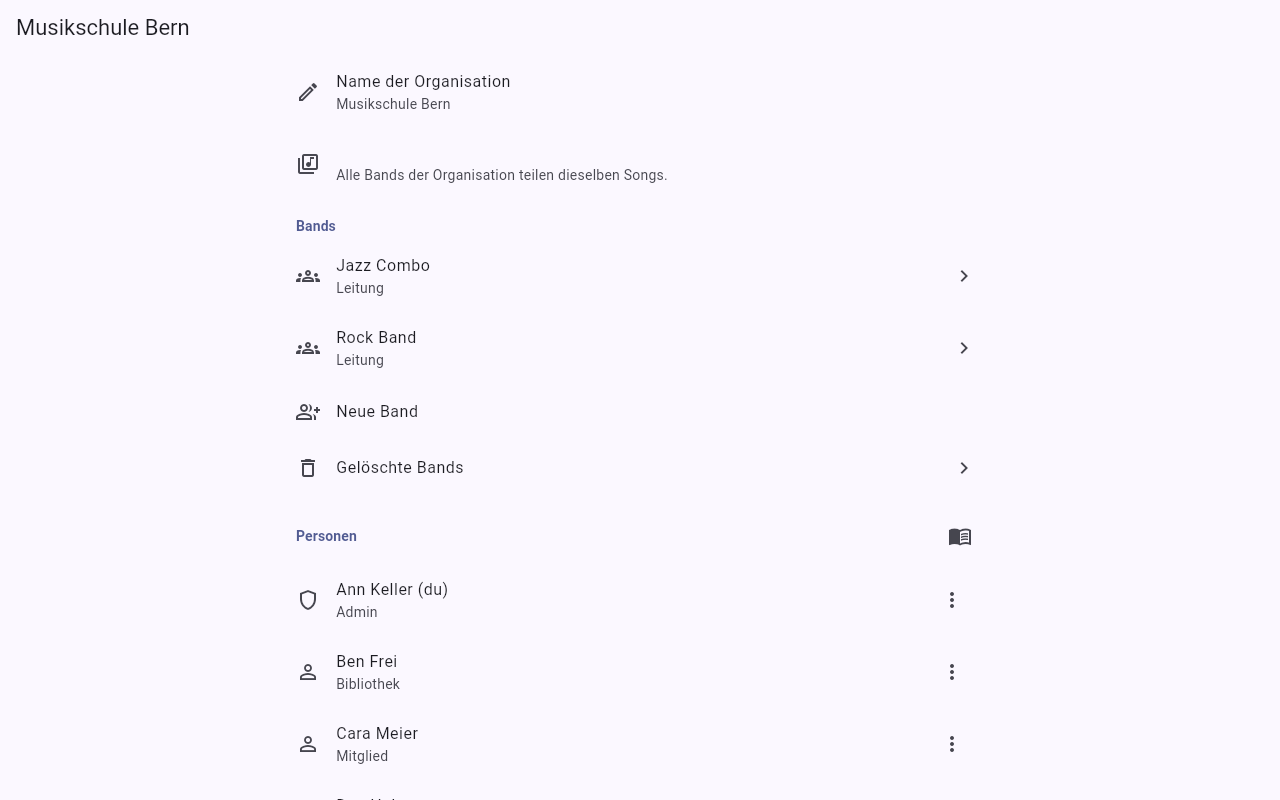 Musikschule Bern
Name der Organisation
Musikschule Bern
Alle Bands der Organisation teilen dieselben Songs.
Bands
Jazz Combo
Leitung
Rock Band
Leitung
Neue Band
Gelöschte Bands
Personen
Ann Keller (du)
Admin
Ben Frei
Bibliothek
Cara Meier
Mitglied